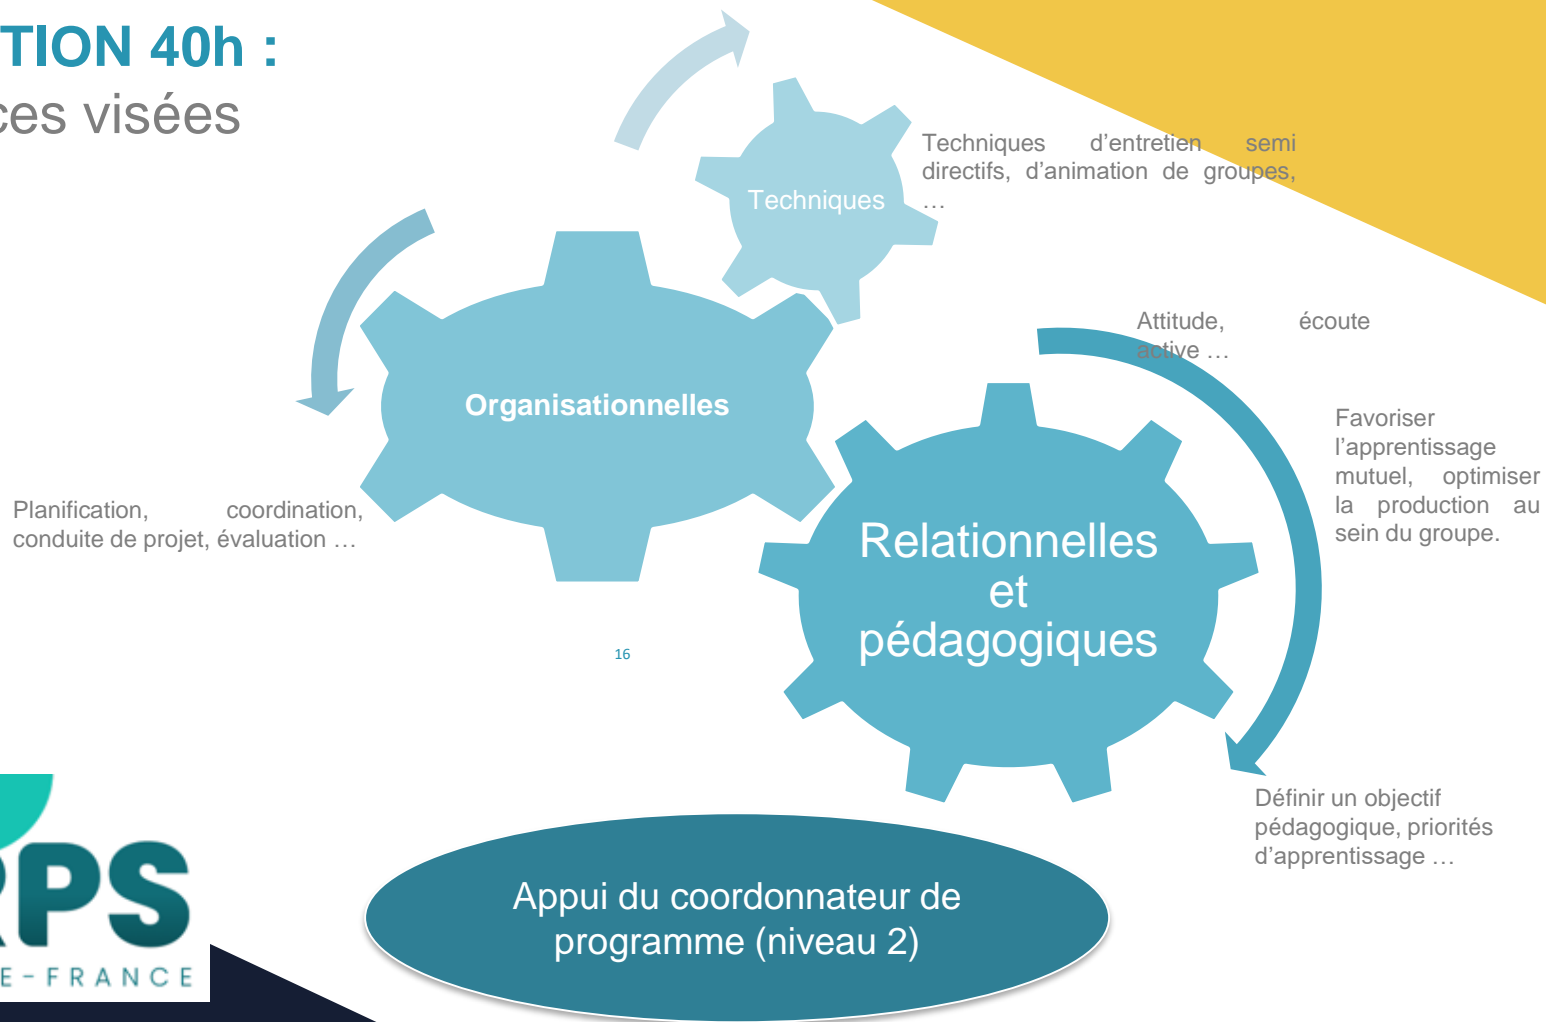 TION 40h :
ces visées
Techniques
Techniques d’entretien semi
directifs, d’animation de groupes,
…
Organisationnelles
Planification, coordination,
conduite de projet, évaluation …
Attitude, écoute
active …
Favoriser
l’apprentissage
mutuel, optimiser
la production au
sein du groupe.
Relationnelles
et
pédagogiques
16
Définir un objectif
pédagogique, priorités
d’apprentissage …
Appui du coordonnateur de
programme (niveau 2)
RPS
E-FRANCE